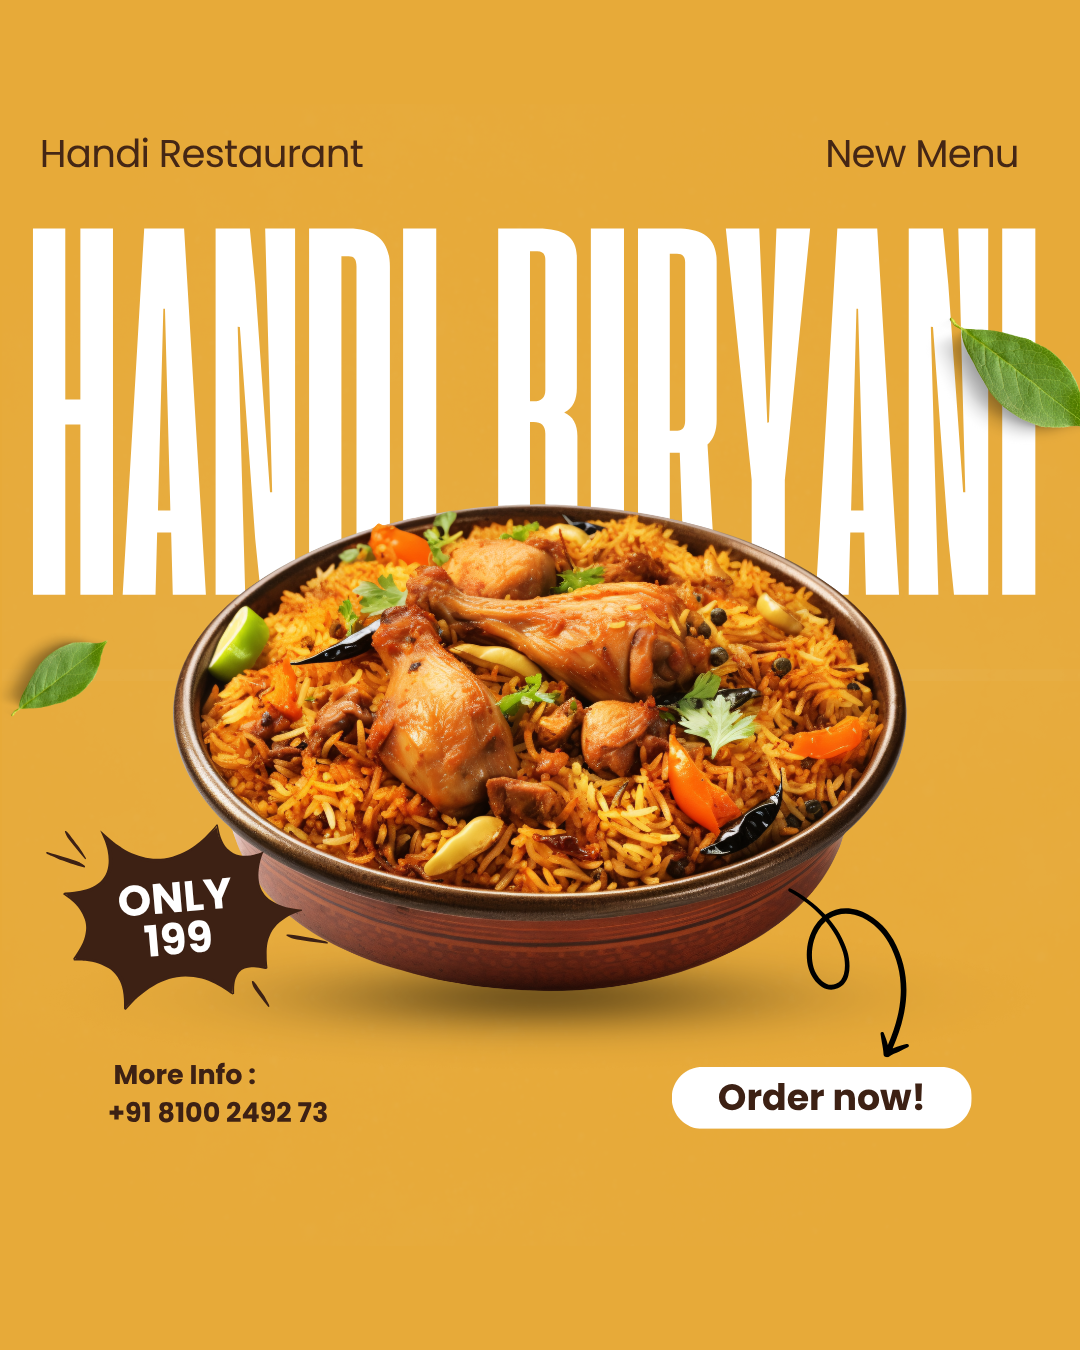 Handi Restaurant
New Menu
HANDI BIRYANI
ONLY
199
More Info :
+91 8100 2492 73
Order now!